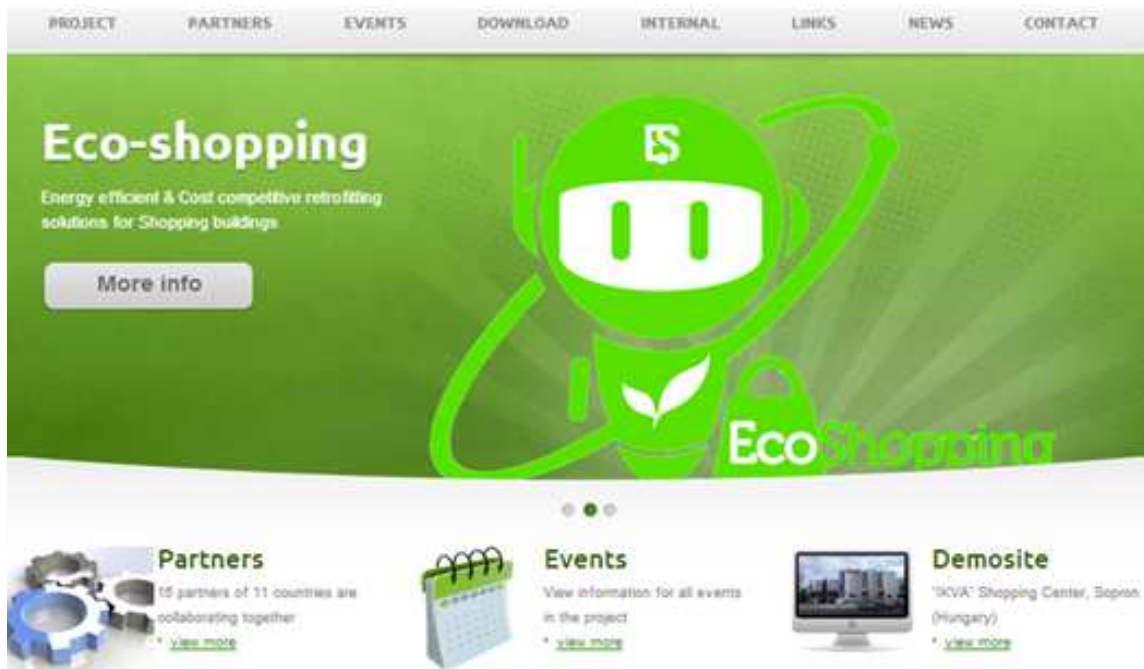 PROJECT PARTNERS EVENTS DOWNLOAD INTERNAL LINKS NEWS CONTACT
Eco-shopping
Energy efficient & Cost competitive retrofitting
solutions for Shopping buildings
More info
ES
EcoShopping
Partners
16 partners of 11 countries are
collaborating together
view more
Events
View information for all events
in the project
view more
Demosite
"IKVA" Shopping Center, Sopron
(Hungary)
view more